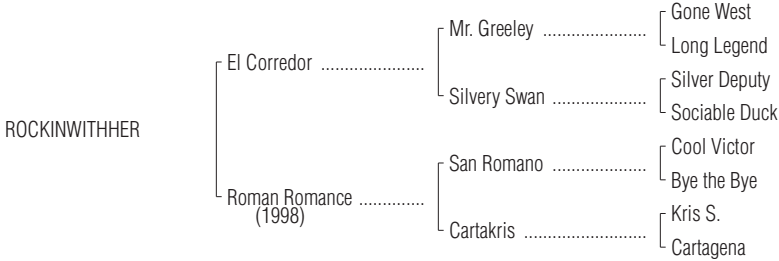 Gone West
Mr. Greeley ......................
Long Legend
El Corredor ......................
Silver Deputy
Silvery Swan ....................
Sociable Duck
ROCKINWITHHER
Cool Victor
San Romano ....................
Bye the Bye
Roman Romance ..............
(1998)
Kris S.
Cartakris ..........................
Cartagena